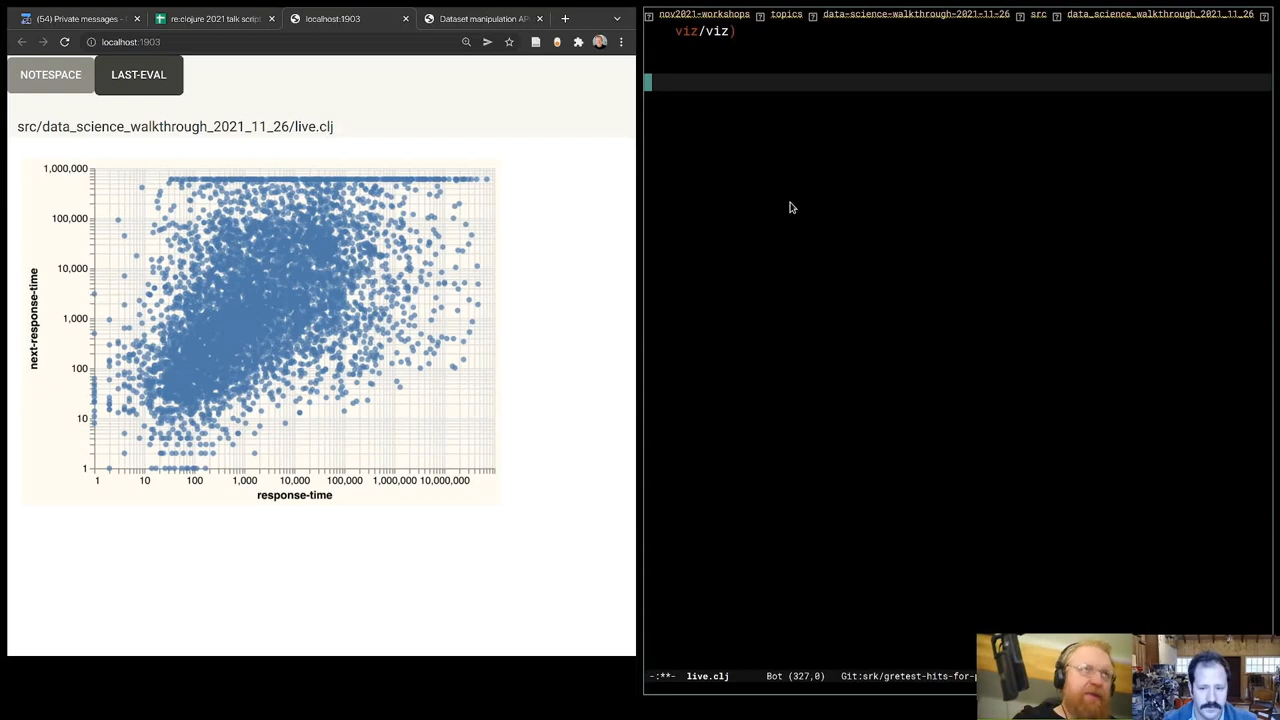 (54) Private messages -
re:clojure 2021 talk script
localhost:1903
Dataset manipulation API
localhost:1903
NOTESPACE
LAST-EVAL
src/data_science_walkthrough_2021_11_26/live.clj
1,000,000
100,000
10,000
1,000
100
10
1
next-response-time
1
10
100
1,000
10,000
100,000
1,000,000
10,000,000
response-time
nov2021-workshops
topics
data-science-walkthrough-2021-11-26
src
data_science_walkthrough_2021_11_26
viz/viz)
-:**- live.clj Bot (327,0) Git:srk/gretest-hits-for-